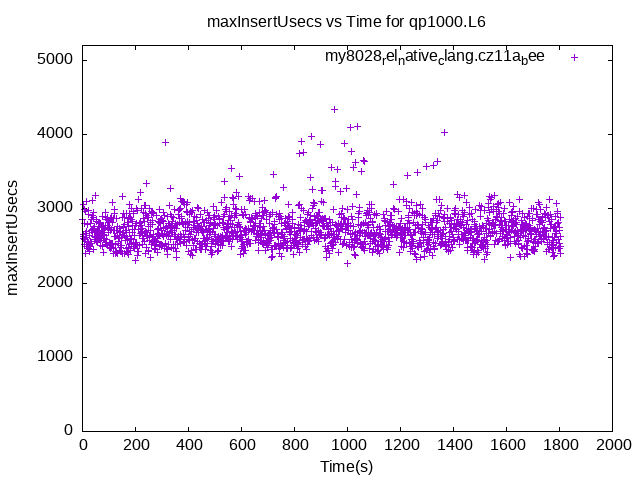 maxInsertUsecs vs Time for qp1000.L6
my8028relnative_clang.cz11abee
5000
4000
3000
2000
1000
0
maxInsertUsecs
0 200 400 600 800 1000 1200 1400 1600 1800 2000
Time(s)